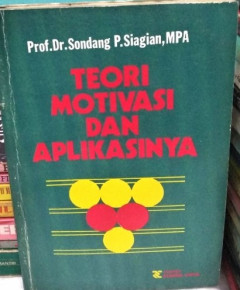 Prof.Dr.Sondang P.Siagian,MPA
TEORI
MOTIVASI
DAN
APLIKASINYA